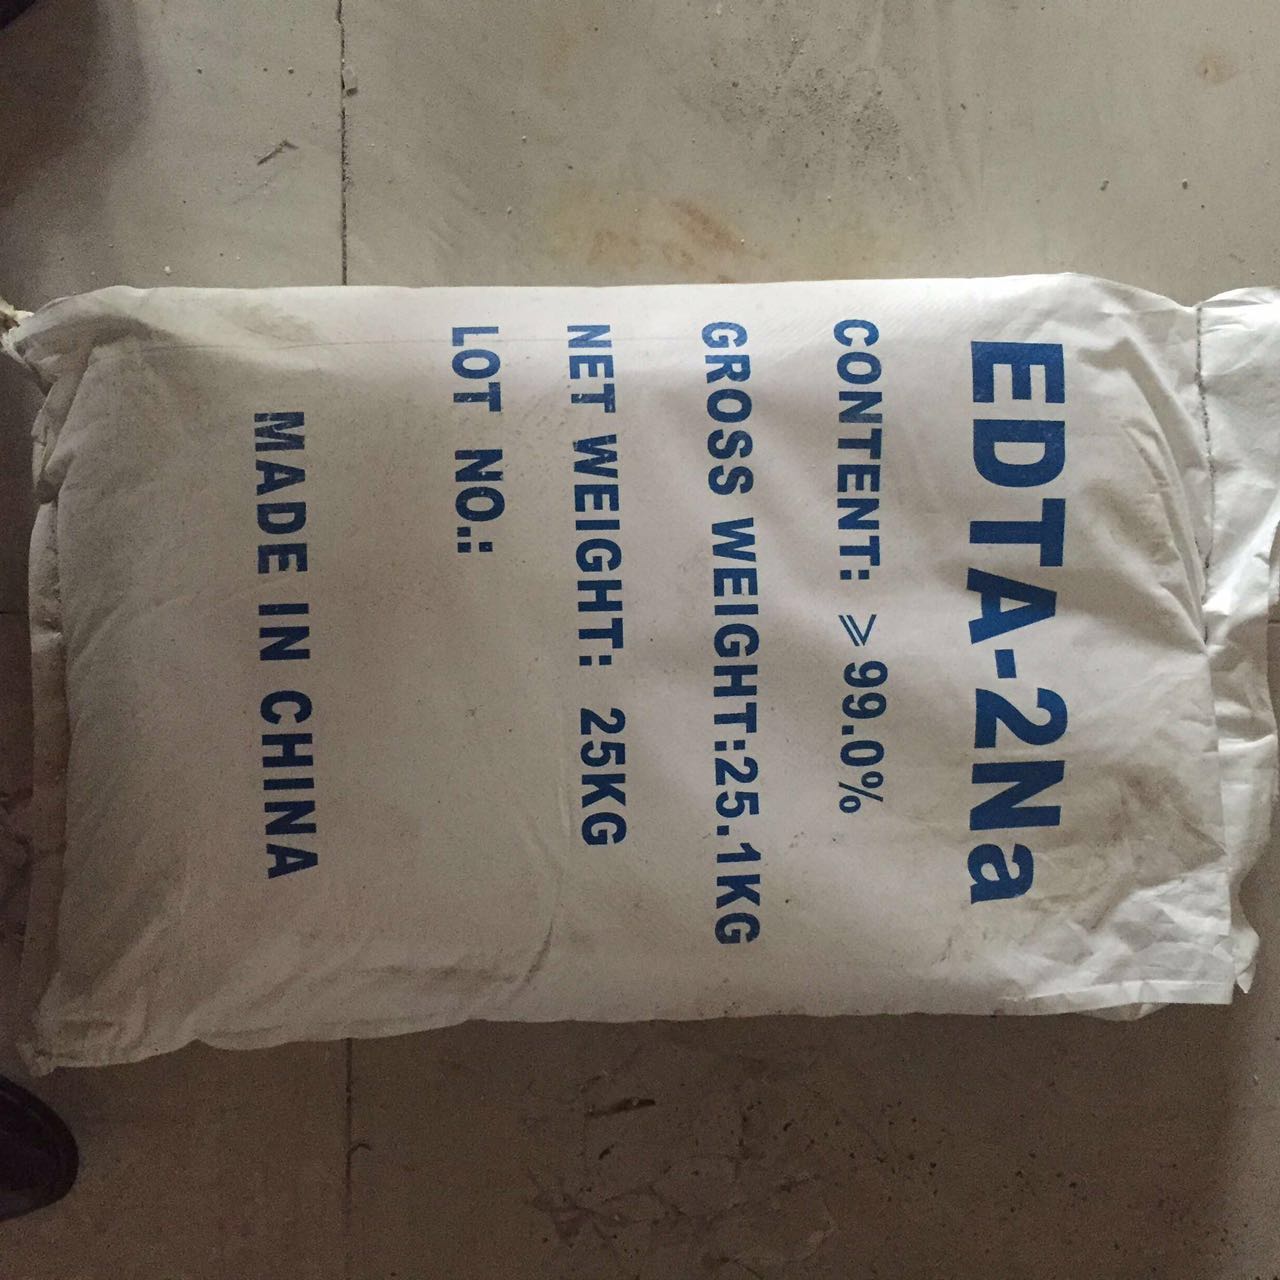 EDTA-2Na
CONTENT: ⩾99.0%
GROSS WEIGHT:25.1KG
NET WEIGHT: 25KG
LOT NO.:
MADE IN CHINA